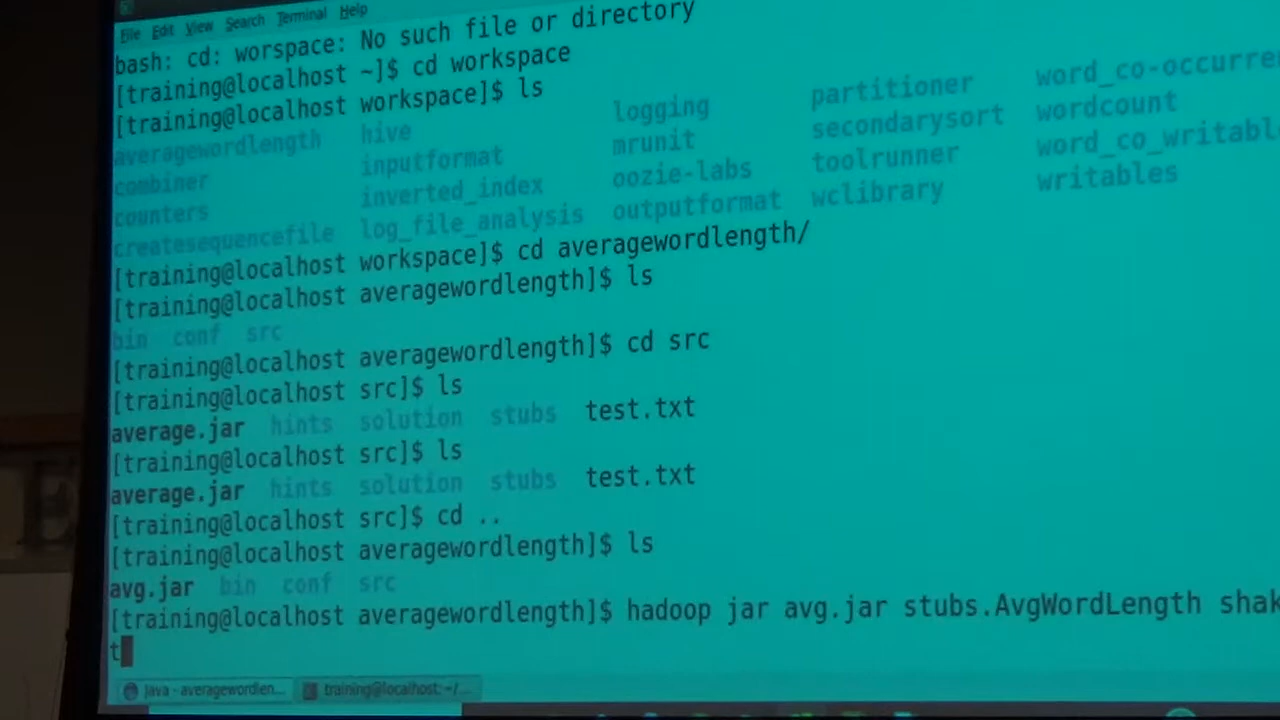 File Edit View Search Terminal Help
bash: cd: worspace: No such file or directory
[training@localhost ~]$ cd workspace
[training@localhost workspace]$ ls
averagewordlength hive logging partitioner word_co-occurre
combiner inputformat mrunit secondarysort wordcount
counters inverted_index oozie-labs toolrunner word_co_writabl
createsequencefile log_file_analysis outputformat wclibrary writables
[training@localhost workspace]$ cd averagewordlength/
[training@localhost averagewordlength]$ ls
bin conf src
[training@localhost averagewordlength]$ cd src
[training@localhost src]$ ls
average.jar hints solution stubs test.txt
[training@localhost src]$ ls
average.jar hints solution stubs test.txt
[training@localhost src]$ cd ..
[training@localhost averagewordlength]$ ls
avg.jar bin conf src
[training@localhost averagewordlength]$ hadoop jar avg.jar stubs.AvgWordLength shak
t
Java - averagewordlen... training@localhost: ~/...